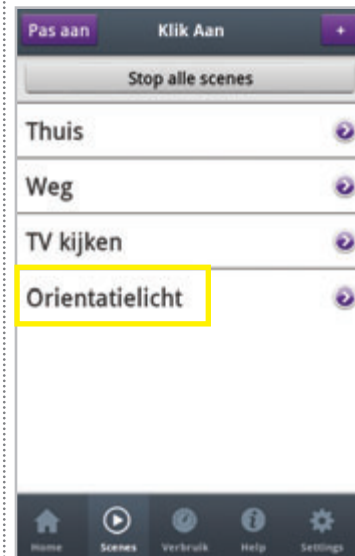 Pas aan Klik Aan +
Stop alle scenes
Thuis
Weg
TV kijken
Orientatielicht
Home Scenes Verbruik Help Settings